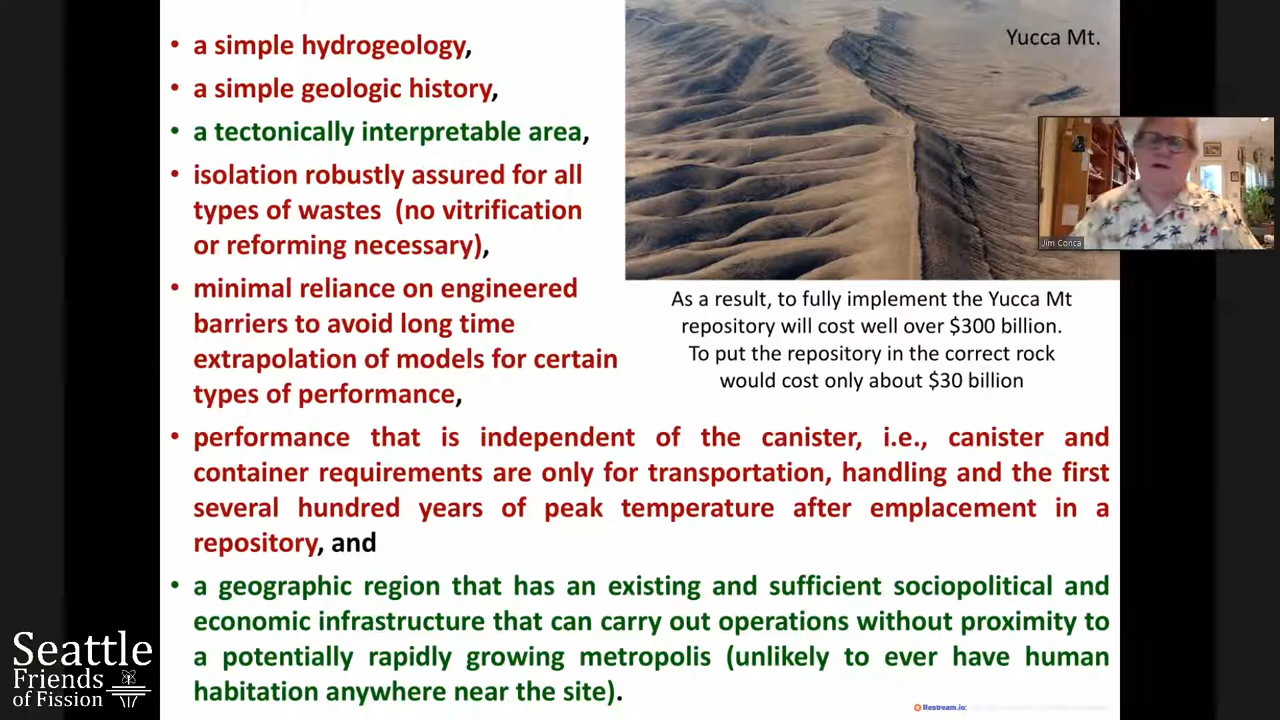 • a simple hydrogeology,
• a simple geologic history,
• a tectonically interpretable area,
• isolation robustly assured for all
types of wastes (no vitrification
or reforming necessary),
• minimal reliance on engineered
barriers to avoid long time
extrapolation of models for certain
types of performance,
• performance that is independent of the canister, i.e., canister and
container requirements are only for transportation, handling and the first
several hundred years of peak temperature after emplacement in a
repository, and
• a geographic region that has an existing and sufficient sociopolitical and
economic infrastructure that can carry out operations without proximity to
a potentially rapidly growing metropolis (unlikely to ever have human
habitation anywhere near the site).
Yucca Mt.
As a result, to fully implement the Yucca Mt
repository will cost well over $300 billion.
To put the repository in the correct rock
would cost only about $30 billion
Jim Conca
Seattle
Friends
of Fission
Restream.io: